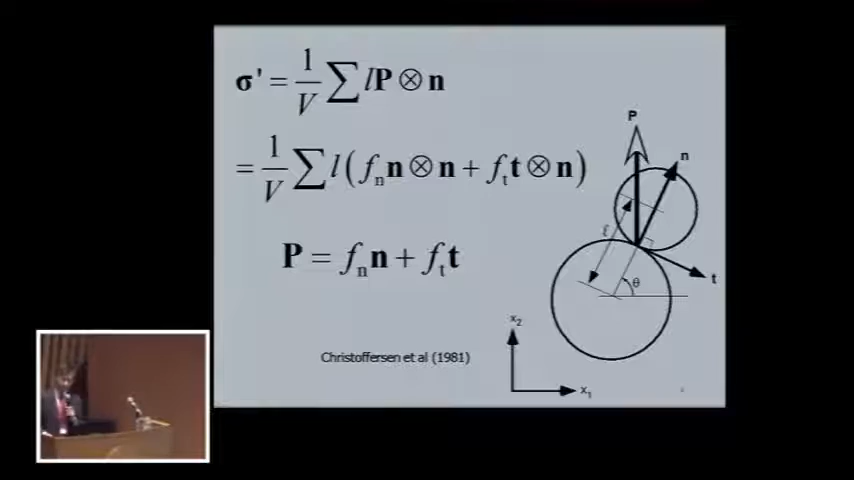 σ' = 1/V ∑ lP ⊗ n
= 1/V ∑ l(fₙn ⊗ n + fₜt ⊗ n)
P = fₙn + fₜt
P
n
ℓ
θ
t
x₂
x₁
Christoffersen et al (1981)